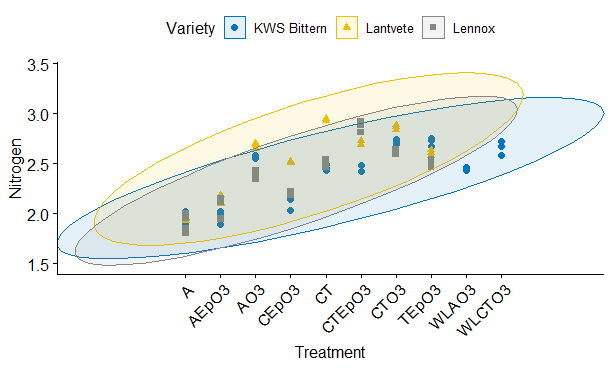 Variety KWS Bittern Lantvete Lennox
Nitrogen
3.5
3.0
2.5
2.0
1.5
A
AEpO3
AO3
CEpO3
CT
CTEpO3
CTO3
TEpO3
WLAO3
WLCTO3
Treatment